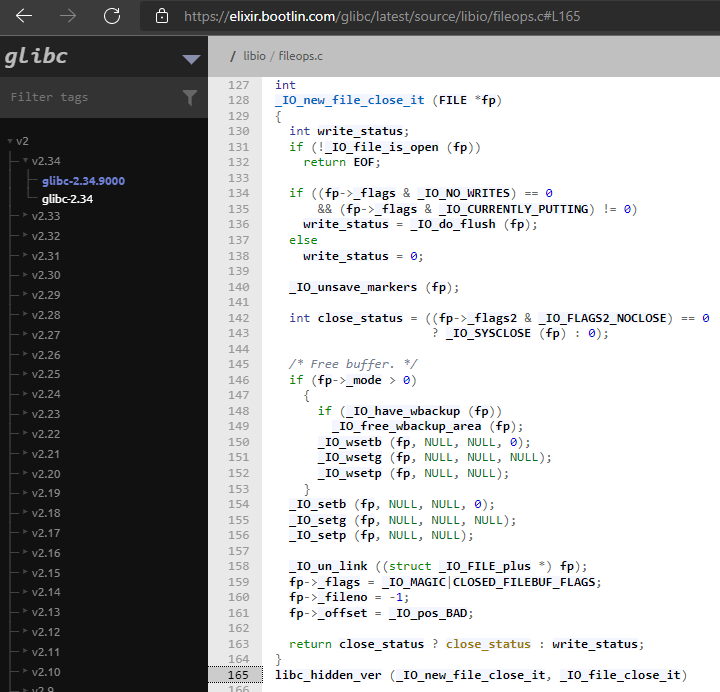 https://elixir.bootlin.com/glibc/latest/source/libio/fileops.c#L165
glibc
/ libio / fileops.c
Filter tags
v2
v2.34
glibc-2.34.9000
glibc-2.34
v2.33
v2.32
v2.31
v2.30
v2.29
v2.28
v2.27
v2.26
v2.25
v2.24
v2.23
v2.22
v2.21
v2.20
v2.19
v2.18
v2.17
v2.16
v2.15
v2.14
v2.13
v2.12
v2.11
v2.10
v2.9
127 int
128 _IO_new_file_close_it (FILE *fp)
129 {
130   int write_status;
131   if (!_IO_file_is_open (fp))
132     return EOF;
133
134   if ((fp->_flags & _IO_NO_WRITES) == 0
135       && (fp->_flags & _IO_CURRENTLY_PUTTING) != 0)
136     write_status = _IO_do_flush (fp);
137   else
138     write_status = 0;
139
140   _IO_unsave_markers (fp);
141
142   int close_status = ((fp->_flags2 & _IO_FLAGS2_NOCLOSE) == 0
143                       ? _IO_SYSCLOSE (fp) : 0);
144
145   /* Free buffer. */
146   if (fp->_mode > 0)
147     {
148       if (_IO_have_wbackup (fp))
149         _IO_free_wbackup_area (fp);
150       _IO_wsetb (fp, NULL, NULL, 0);
151       _IO_wsetg (fp, NULL, NULL, NULL);
152       _IO_wsetp (fp, NULL, NULL);
153     }
154   _IO_setb (fp, NULL, NULL, 0);
155   _IO_setg (fp, NULL, NULL, NULL);
156   _IO_setp (fp, NULL, NULL);
157
158   _IO_un_link ((struct _IO_FILE_plus *) fp);
159   fp->_flags = _IO_MAGIC|CLOSED_FILEBUF_FLAGS;
160   fp->_fileno = -1;
161   fp->_offset = _IO_pos_BAD;
162
163   return close_status ? close_status : write_status;
164 }
165 libc_hidden_ver (_IO_new_file_close_it, _IO_file_close_it)
166